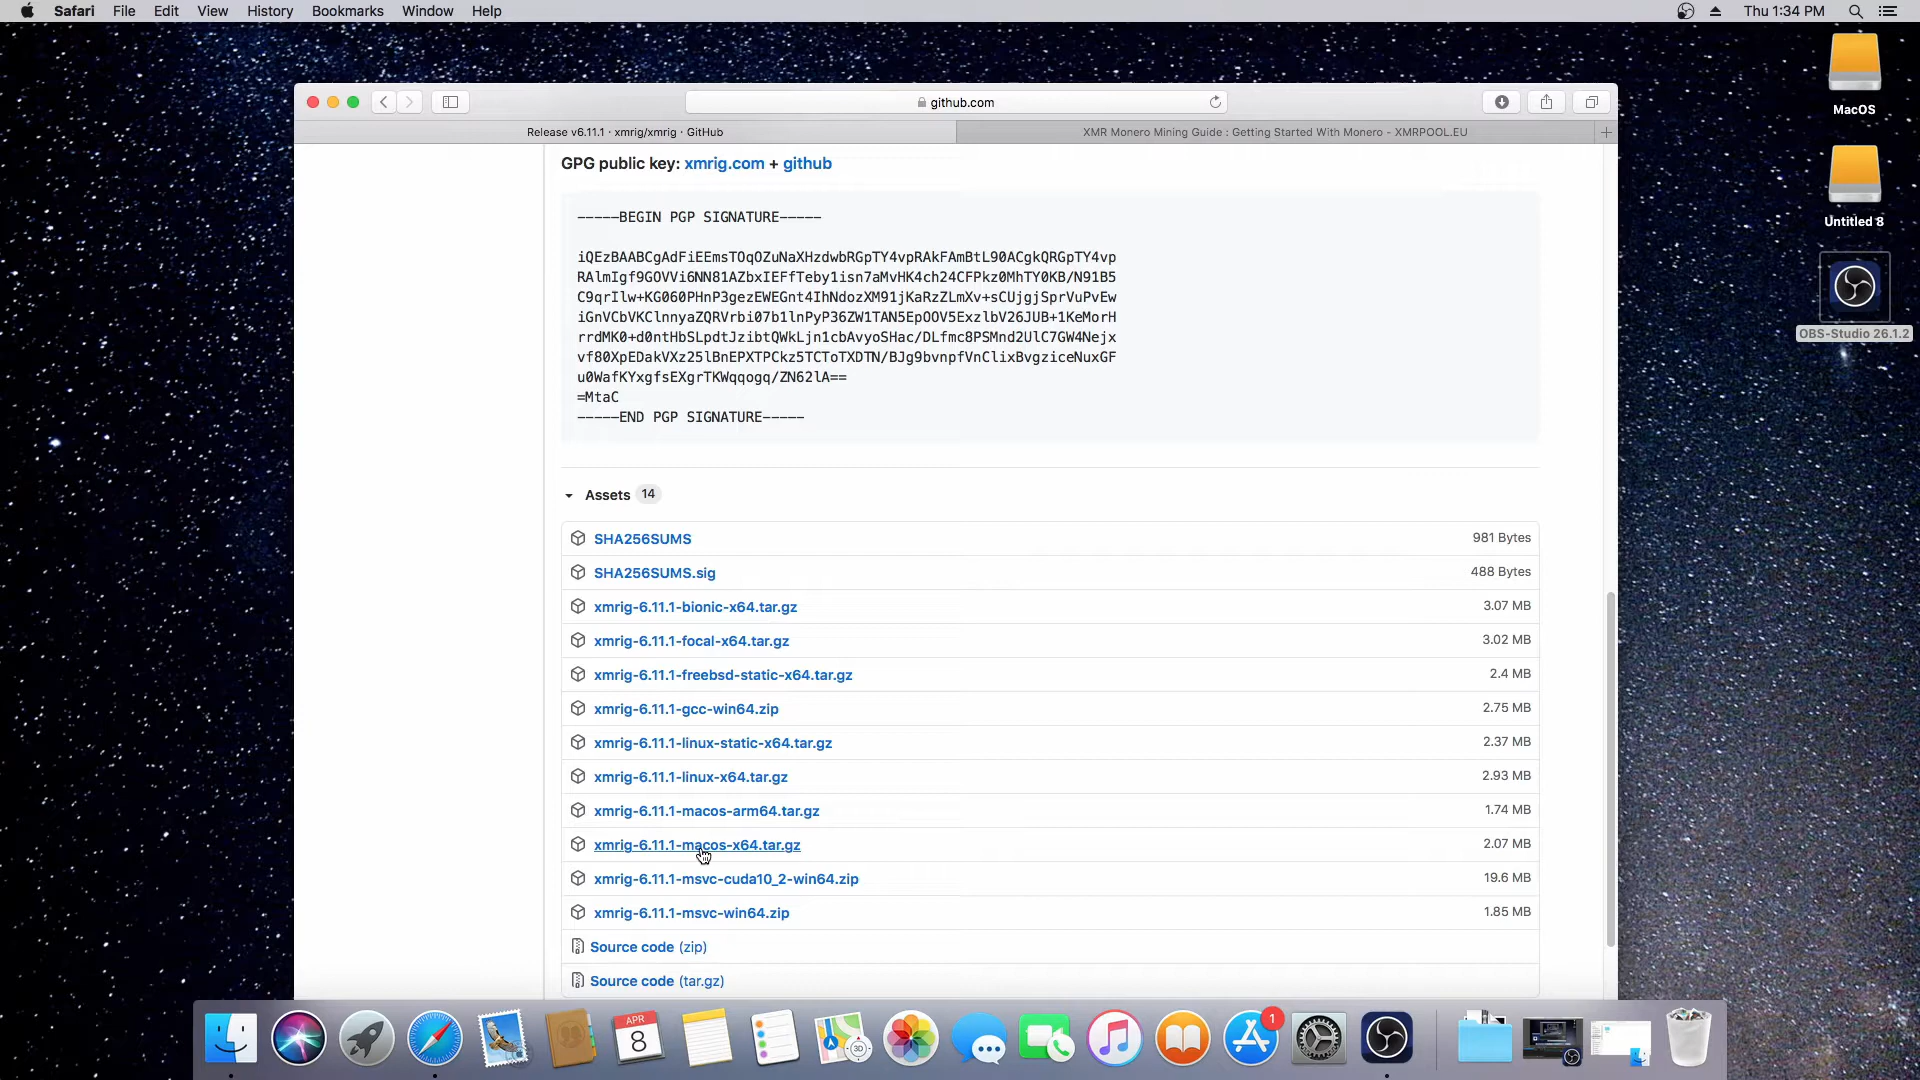 Safari File Edit View History Bookmarks Window Help
Thu 1:34 PM
MacOS
Untitled 8
OBS-Studio 26.1.2
github.com
Release v6.11.1 · xmrig/xmrig · GitHub
XMR Monero Mining Guide : Getting Started With Monero - XMRPOOL.EU
GPG public key: xmrig.com + github
-----BEGIN PGP SIGNATURE-----
iQEzBAABCgAdFiEEmsTOqOZuNaXHzdwbRGpTY4vpRAkFAmBtL90ACgkQRGpTY4vp
RAlmIgf9GOVVi6NN81AZbxIEFfTeby1isn7aMvHK4ch24CFPkz0MhTY0KB/N91B5
C9qrIlw+KG060PHnP3gezEWEGnt4IhNdozXM91jKaRzZLmXv+sCUjgjSprVuPvEw
iGnVCbVKClnnyaZQRVrbi07b1lnPyP36ZW1TAN5EpOOV5ExzlbV26JUB+1KeMorH
rrdMK0+d0ntHbSLpdtJzibtQWkLjn1cbAvyoSHac/DLfmc8PSMnd2UlC7GW4Nejx
vf80XpEDakVXz25lBnEPXTPCkz5TCToTXDTN/BJg9bvnpfVnClixBvgziceNuxGF
u0WafKYxgfsEXgrTKWqqogq/ZN62lA==
=MtaC
-----END PGP SIGNATURE-----
Assets 14
SHA256SUMS 981 Bytes
SHA256SUMS.sig 488 Bytes
xmrig-6.11.1-bionic-x64.tar.gz 3.07 MB
xmrig-6.11.1-focal-x64.tar.gz 3.02 MB
xmrig-6.11.1-freebsd-static-x64.tar.gz 2.4 MB
xmrig-6.11.1-gcc-win64.zip 2.75 MB
xmrig-6.11.1-linux-static-x64.tar.gz 2.37 MB
xmrig-6.11.1-linux-x64.tar.gz 2.93 MB
xmrig-6.11.1-macos-arm64.tar.gz 1.74 MB
xmrig-6.11.1-macos-x64.tar.gz 2.07 MB
xmrig-6.11.1-msvc-cuda10_2-win64.zip 19.6 MB
xmrig-6.11.1-msvc-win64.zip 1.85 MB
Source code (zip)
Source code (tar.gz)
APR
8
3D
1